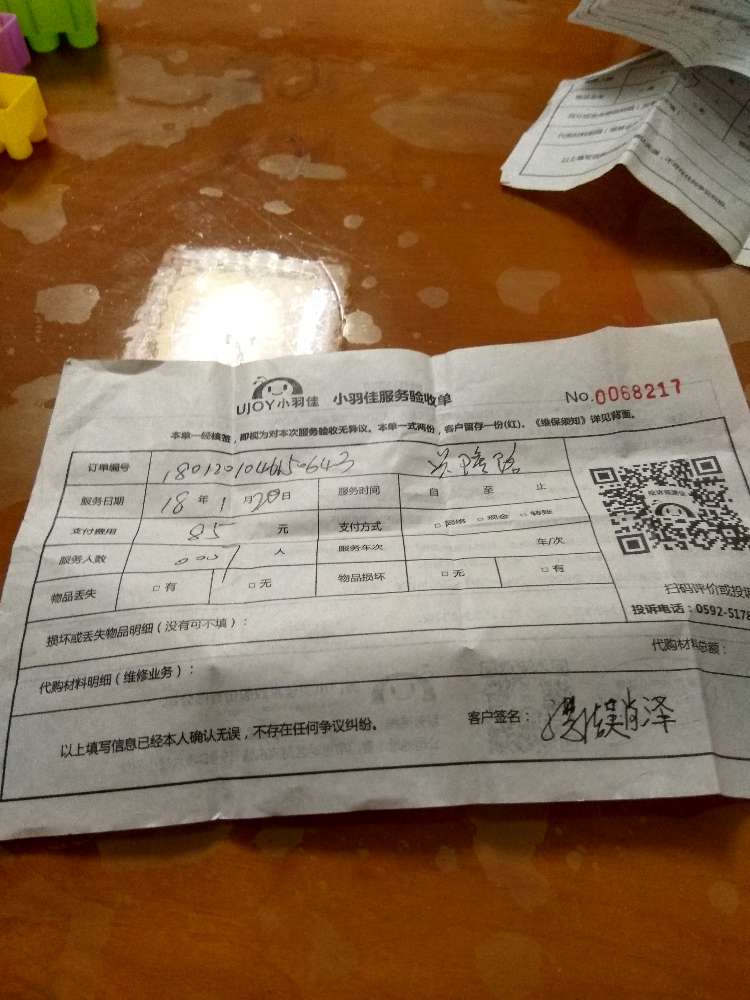 UJOY小羽佳 小羽佳服务验收单 No.0068217
本单一经核签，即视为对本次服务验收无异议。本单一式两份，客户留存一份(红)。《维保须知》详见背面。
订单编号
服务日期 18 年 1 月 20 日 服务时间 自 至 止
支付费用 85 元 支付方式 □ 网络 □ 现金 □ 转账
服务人数 人 服务车次 车/次
物品丢失 □ 有 □ 无 物品损坏 □ 无 □ 有
扫码评价或投诉
投诉电话：0592-5178
损坏或丢失物品明细（没有可不填）：
代购材料明细（维修业务）： 代购材料总额：
以上填写信息已经本人确认无误，不存在任何争议纠纷。 客户签名：